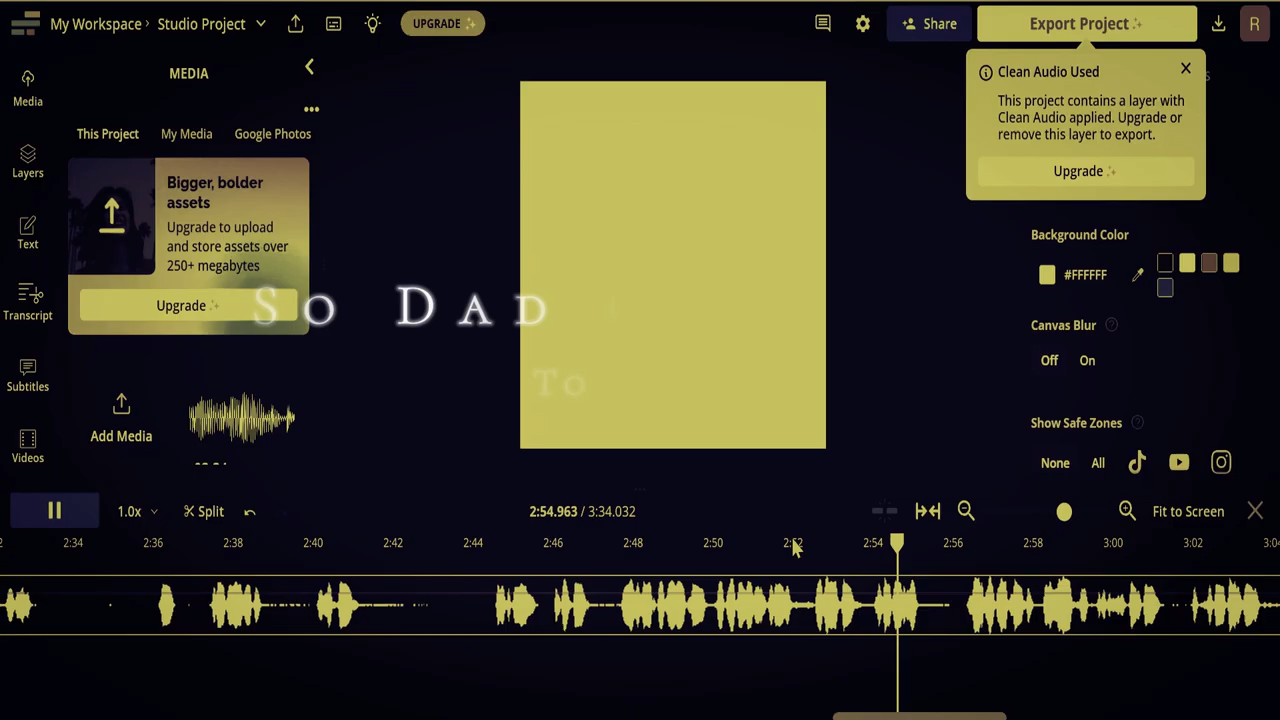 My Workspace › Studio Project
UPGRADE
Share
Export Project
R
MEDIA
Clean Audio Used
This project contains a layer with
Clean Audio applied. Upgrade or
remove this layer to export.
Upgrade
Media
Layers
Text
Transcript
Subtitles
Videos
This Project
My Media
Google Photos
Bigger, bolder
assets
Upgrade to upload
and store assets over
250+ megabytes
Upgrade
So Dad
To
Add Media
Background Color
#FFFFFF
Canvas Blur
Off
On
Show Safe Zones
None
All
1.0x
Split
2:54.963 / 3:34.032
Fit to Screen
2:34 2:36 2:38 2:40 2:42 2:44 2:46 2:48 2:50 2:52 2:54 2:56 2:58 3:00 3:02 3:04